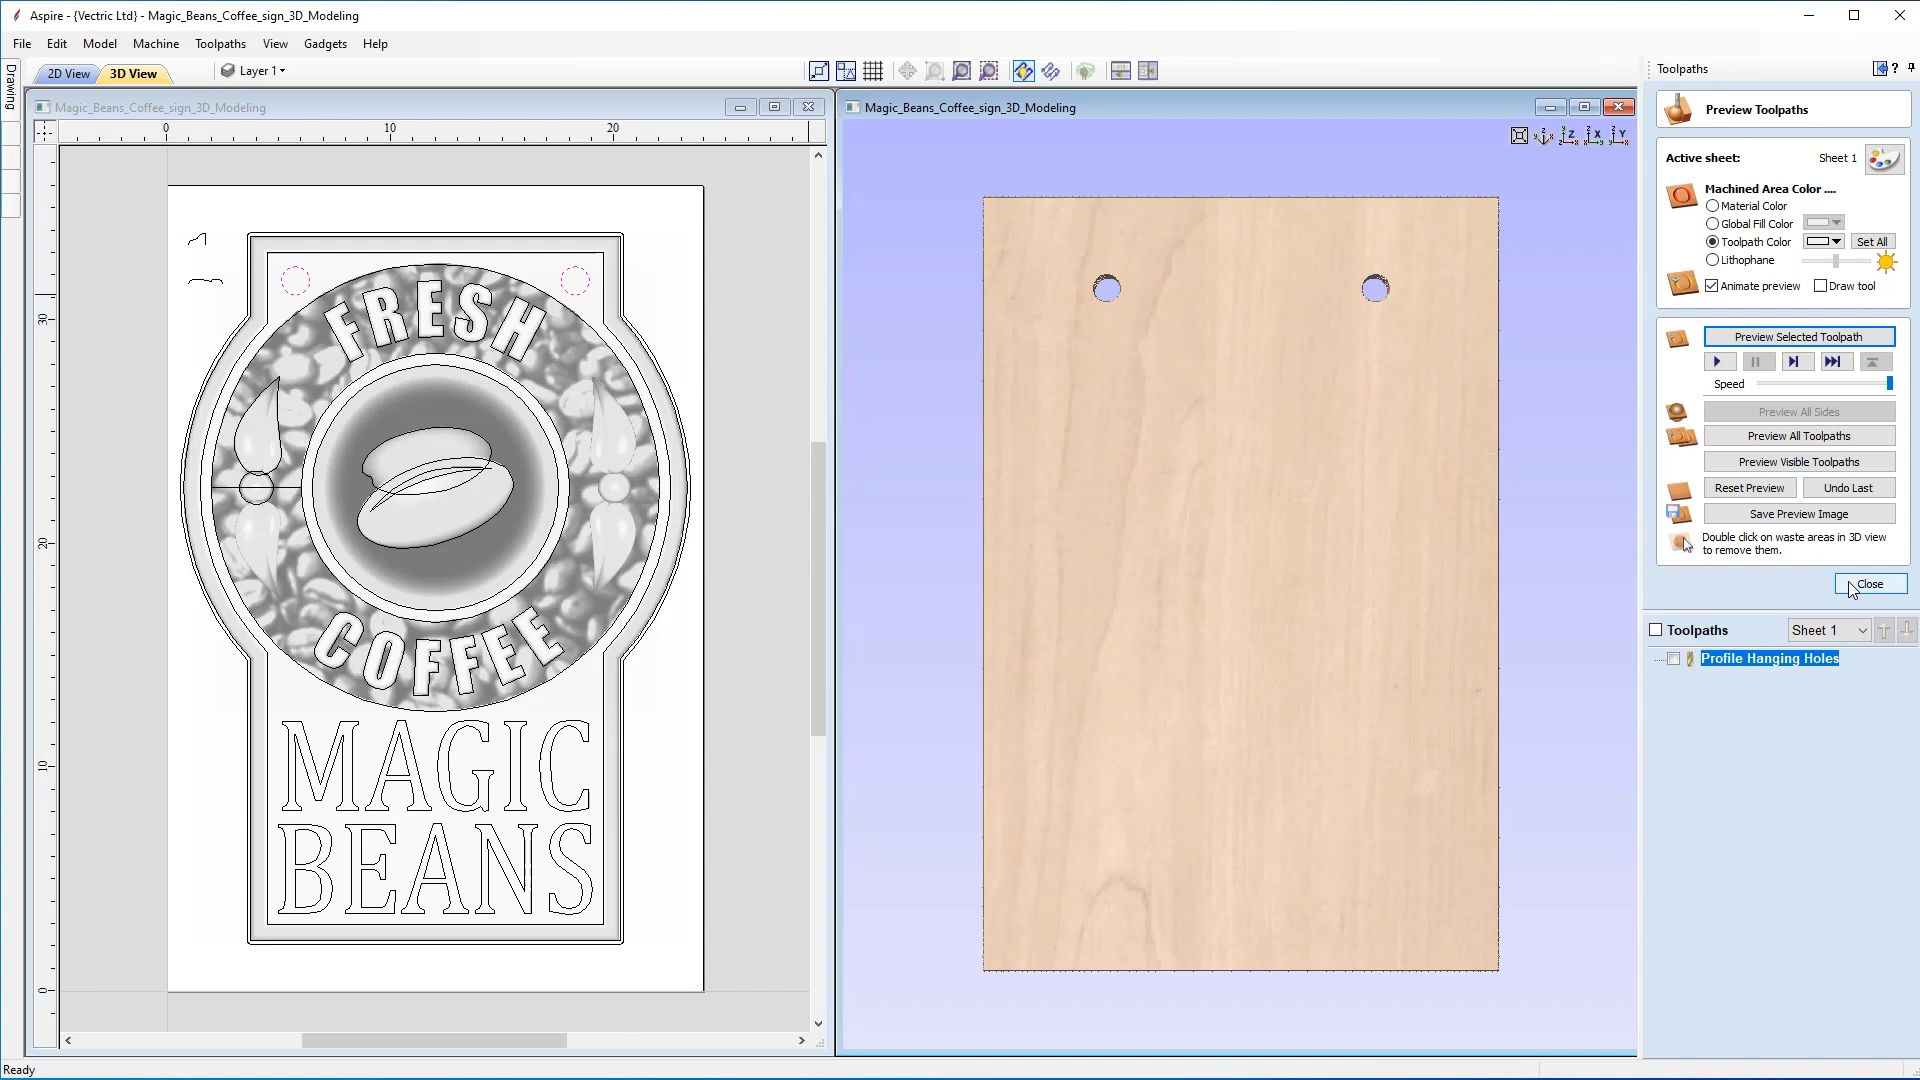 Aspire - {Vectric Ltd} - Magic_Beans_Coffee_sign_3D_Modeling
File Edit Model Machine Toolpaths View Gadgets Help
Drawing
2D View 3D View Layer 1
Magic_Beans_Coffee_sign_3D_Modeling
0 10 20
30
20
10
0
FRESH
COFFEE
MAGIC
BEANS
Magic_Beans_Coffee_sign_3D_Modeling
Toolpaths
Preview Toolpaths
Active sheet: Sheet 1
Machined Area Color ....
Material Color
Global Fill Color
Toolpath Color Set All
Lithophane
Animate preview Draw tool
Preview Selected Toolpath
Speed
Preview All Sides
Preview All Toolpaths
Preview Visible Toolpaths
Reset Preview Undo Last
Save Preview Image
Double click on waste areas in 3D view
to remove them.
Close
Toolpaths Sheet 1
Profile Hanging Holes
Ready